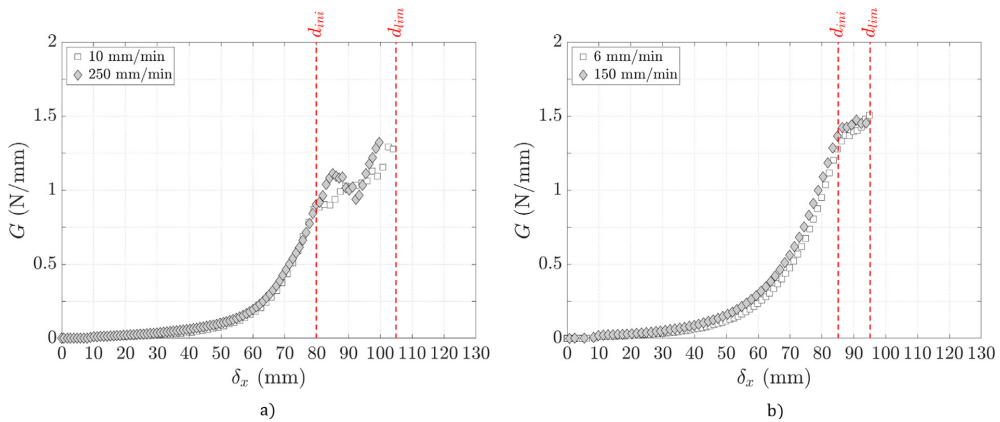 d_ini d_lim
2
10 mm/min
250 mm/min
1.5
1
0.5
0
G (N/mm)
0 10 20 30 40 50 60 70 80 90 100 110 120 130
δ_x (mm)
a)
d_ini d_lim
2
6 mm/min
150 mm/min
1.5
1
0.5
0
G (N/mm)
0 10 20 30 40 50 60 70 80 90 100 110 120 130
δ_x (mm)
b)